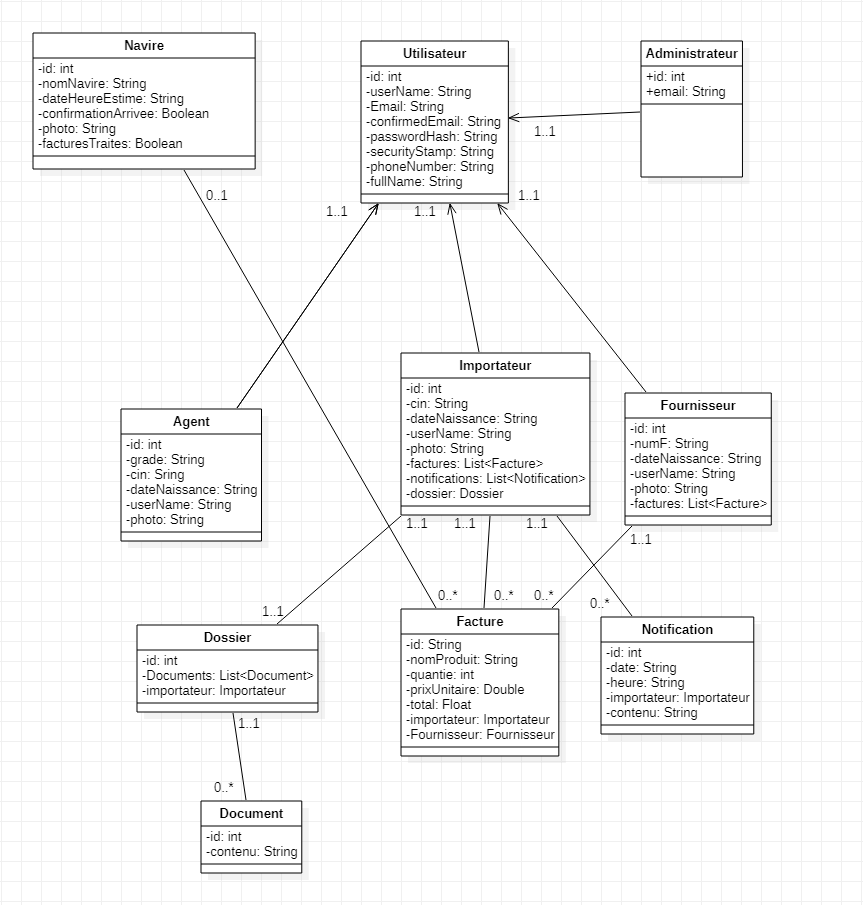 Navire
-id: int
-nomNavire: String
-dateHeureEstime: String
-confirmationArrivee: Boolean
-photo: String
-facturesTraites: Boolean
Utilisateur
-id: int
-userName: String
-Email: String
-confirmedEmail: String
-passwordHash: String
-securityStamp: String
-phoneNumber: String
-fullName: String
Administrateur
+id: int
+email: String
1..1
0..1
1..1
1..1
1..1
Agent
-id: int
-grade: String
-cin: Sring
-dateNaissance: String
-userName: String
-photo: String
Importateur
-id: int
-cin: String
-dateNaissance: String
-userName: String
-photo: String
-factures: List<Facture>
-notifications: List<Notification>
-dossier: Dossier
Fournisseur
-id: int
-numF: String
-dateNaissance: String
-userName: String
-photo: String
-factures: List<Facture>
1..1
1..1
1..1
1..1
1..1
0..*
0..*
0..*
0..*
Dossier
-id: int
-Documents: List<Document>
-importateur: Importateur
Facture
-id: String
-nomProduit: String
-quantie: int
-prixUnitaire: Double
-total: Float
-importateur: Importateur
-Fournisseur: Fournisseur
Notification
-id: int
-date: String
-heure: String
-importateur: Importateur
-contenu: String
1..1
0..*
Document
-id: int
-contenu: String